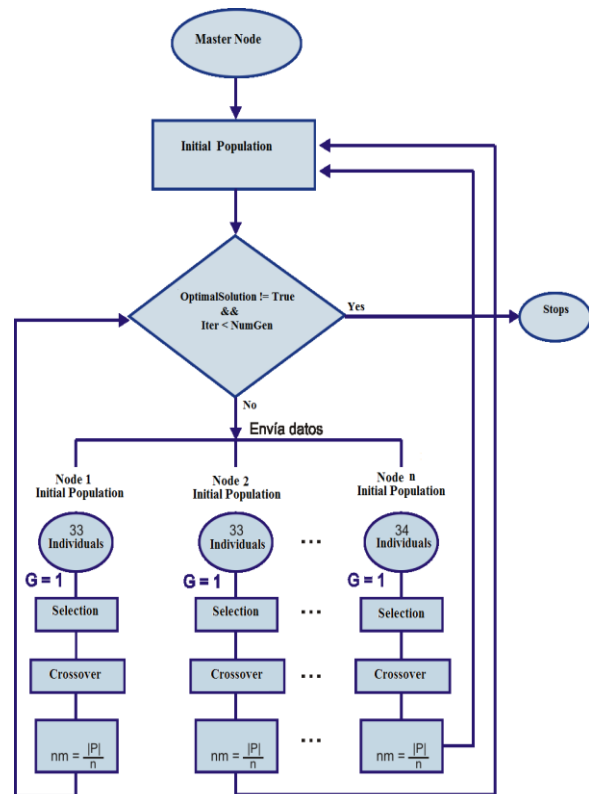 Master Node
Initial Population
OptimalSolution != True
&&
Iter < NumGen
Yes
Stops
No
Envía datos
Node 1
Initial Population
Node 2
Initial Population
Node n
Initial Population
33
Individuals
33
Individuals
...
34
Individuals
G = 1
G = 1
G = 1
Selection
Selection
...
Selection
Crossover
Crossover
...
Crossover
nm = |P|/n
nm = |P|/n
...
nm = |P|/n